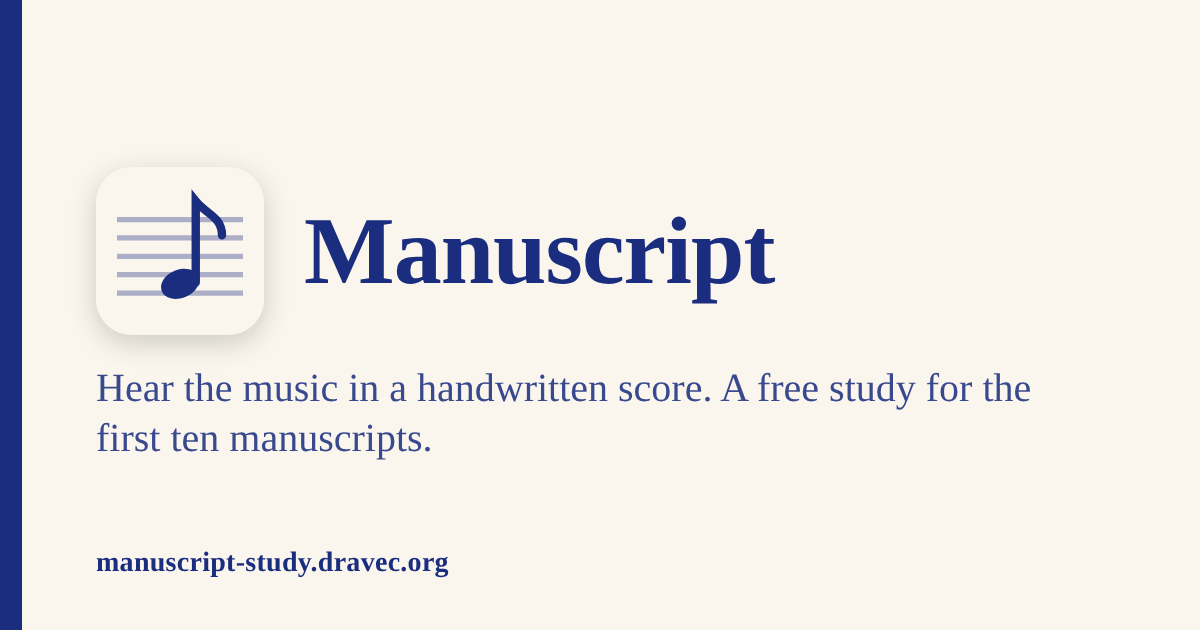 Manuscript
Hear the music in a handwritten score. A free study for the
first ten manuscripts.
manuscript-study.dravec.org